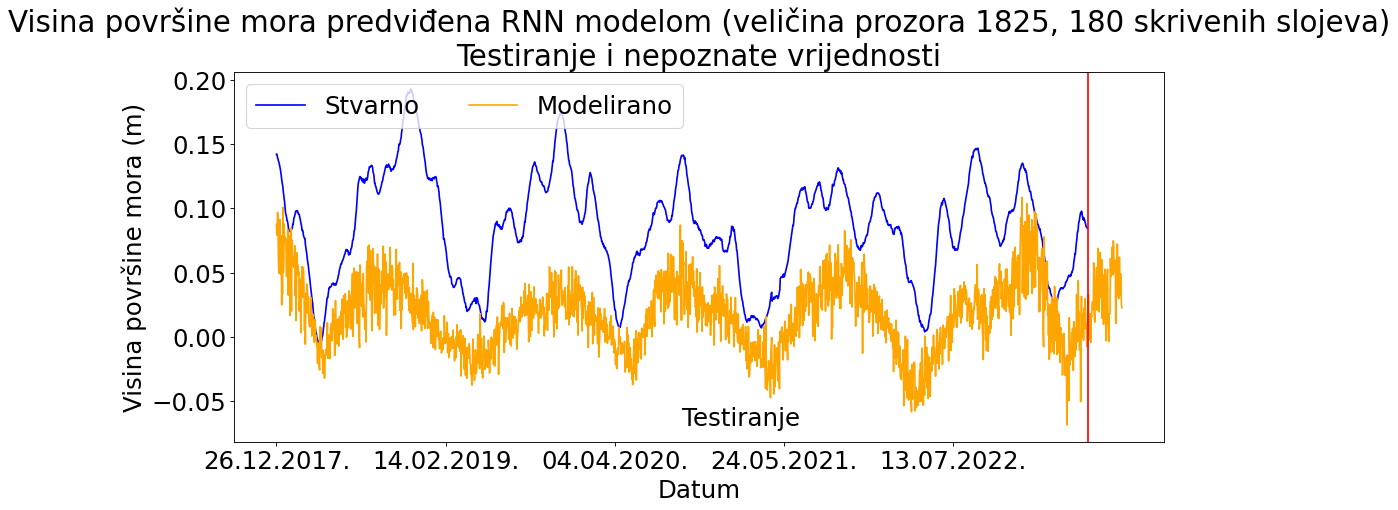 Visina površine mora predviđena RNN modelom (veličina prozora 1825, 180 skrivenih slojeva)
Testiranje i nepoznate vrijednosti
Stvarno
Modelirano
Visina površine mora (m)
0.20
0.15
0.10
0.05
0.00
−0.05
Testiranje
26.12.2017.
14.02.2019.
04.04.2020.
24.05.2021.
13.07.2022.
Datum